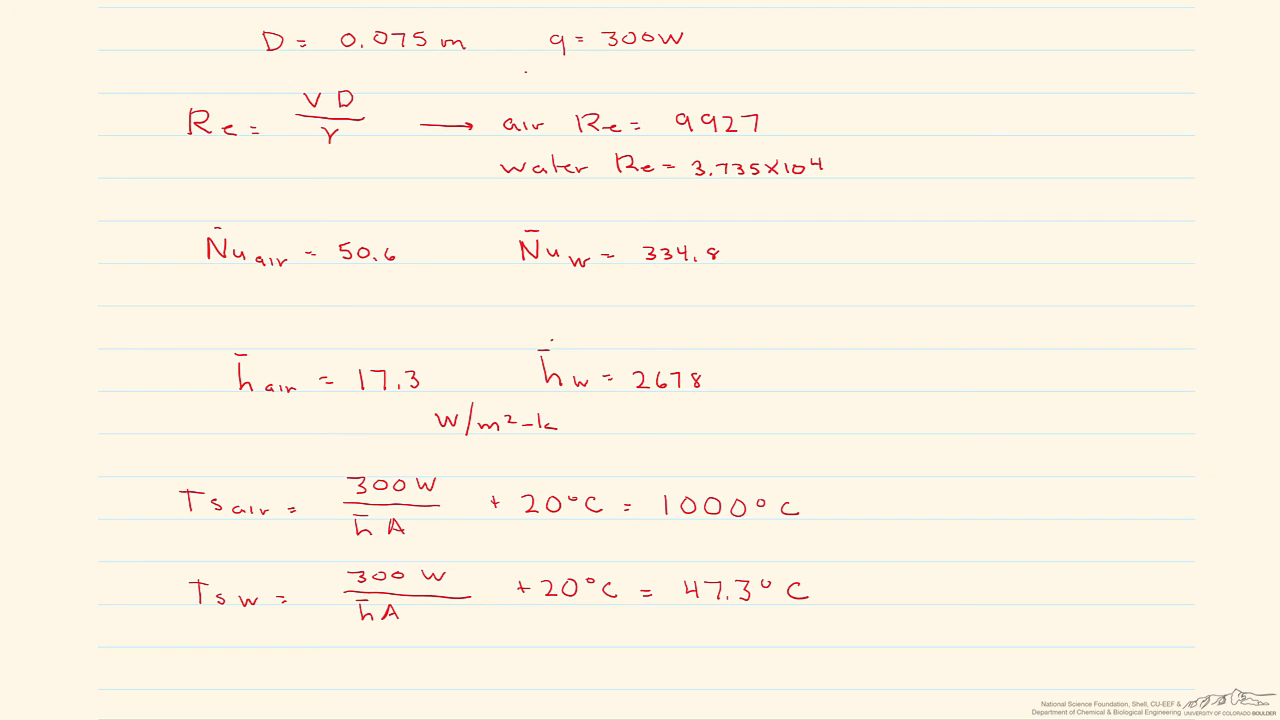 D = 0.075 m q = 300W
Re = V D / γ → air Re = 9927
water Re = 3.735×10⁴
N̄u air = 50.6 N̄u w = 334.8
h̄ air = 17.3 h̄ w = 2678
W/m²-k
Ts air = 300 W / h̄ A + 20°C = 1000°C
Ts w = 300 W / h̄ A + 20°C = 47.3°C
National Science Foundation, Shell, CU-EEF &
Department of Chemical & Biological Engineering
UNIVERSITY OF COLORADO BOULDER